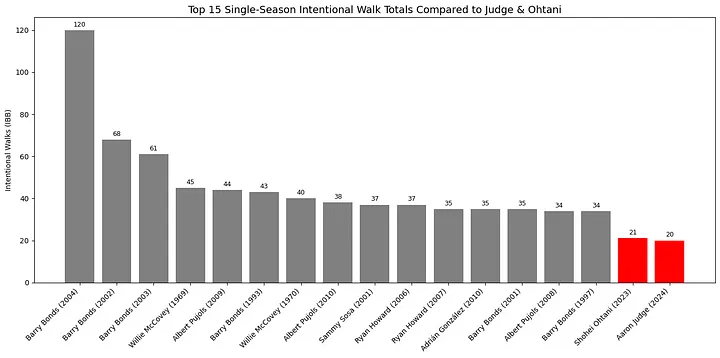 Top 15 Single-Season Intentional Walk Totals Compared to Judge & Ohtani
Intentional Walks (IBB)
120
100
80
60
40
20
0
120
68
61
45
44
43
40
38
37
37
35
35
35
34
34
21
20
Barry Bonds (2004)
Barry Bonds (2002)
Barry Bonds (2003)
Willie McCovey (1969)
Albert Pujols (2009)
Barry Bonds (1993)
Willie McCovey (1970)
Albert Pujols (2010)
Sammy Sosa (2001)
Ryan Howard (2006)
Ryan Howard (2007)
Adrián González (2010)
Barry Bonds (2001)
Albert Pujols (2008)
Barry Bonds (1997)
Shohei Ohtani (2023)
Aaron Judge (2024)